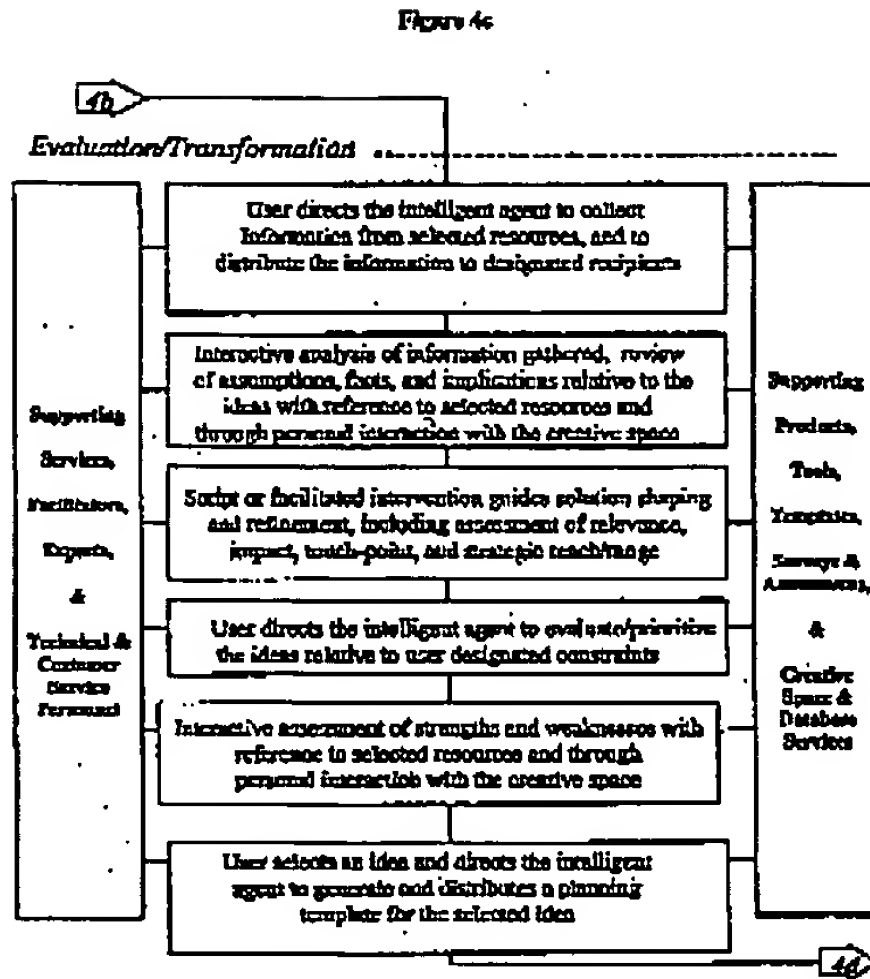 Figure 4c
4b
Evaluation/Transformation
User directs the intelligent agent to collect
Information from selected resources, and to
distribute the information to designated recipients
Interactive analysis of information gathered, review
of assumptions, facts, and implications relative to the
ideas with reference to selected resources and
through personal interaction with the creative space
Script or facilitated intervention guides solution shaping
and refinement, including assessment of relevance,
impact, touch-point, and strategic reach/range
User directs the intelligent agent to evaluate/prioritize
the ideas relative to user designated constraints
Interactive assessment of strengths and weaknesses with
reference to selected resources and through
personal interaction with the creative space
User selects an idea and directs the intelligent
agent to generate and distributes a planning
template for the selected idea
Supporting
Services,
Facilitators,
Experts,
&
Technical &
Customer
Service
Personnel
Supporting
Products,
Tools,
Templates,
Surveys &
Assessments,
&
Creative
Space &
Database
Services
4d